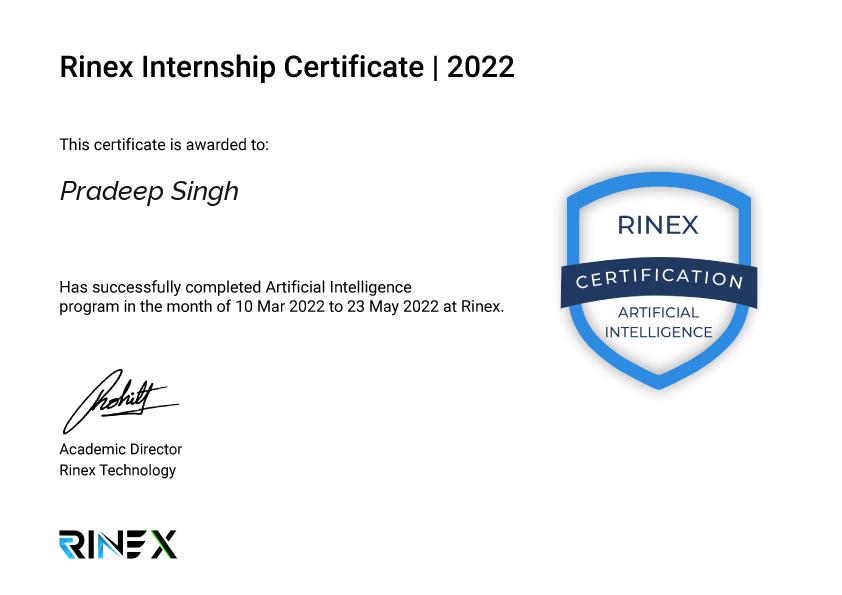 Rinex Internship Certificate | 2022
This certificate is awarded to:
Pradeep Singh
Has successfully completed Artificial Intelligence
program in the month of 10 Mar 2022 to 23 May 2022 at Rinex.
RINEX
CERTIFICATION
ARTIFICIAL
INTELLIGENCE
Academic Director
Rinex Technology
RINEX